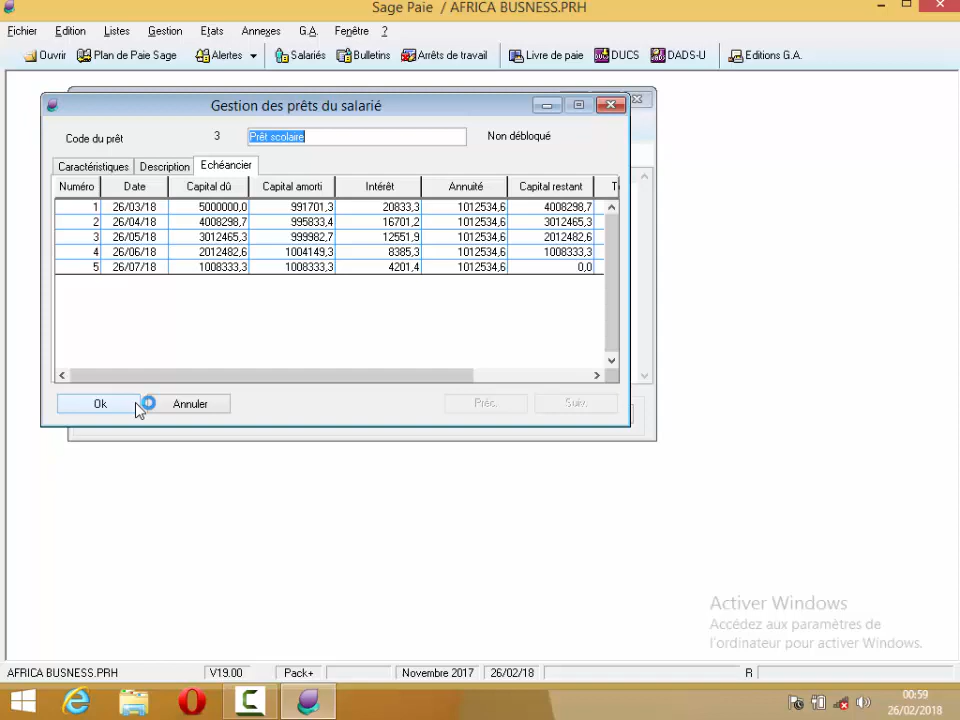 Sage Paie / AFRICA BUSNESS.PRH
Fichier Edition Listes Gestion Etats Annexes G.A. Fenêtre ?
Ouvrir Plan de Paie Sage Alertes Salariés Bulletins Arrêts de travail Livre de paie DUCS DADS-U Editions G.A.
Gestion des prêts du salarié
Code du prêt 3 Prêt scolaire Non débloqué
Caractéristiques Description Echéancier
Numéro Date Capital dû Capital amorti Intérêt Annuité Capital restant
1 26/03/18 5000000,0 991701,3 20833,3 1012534,6 4008298,7
2 26/04/18 4008298,7 995833,4 16701,2 1012534,6 3012465,3
3 26/05/18 3012465,3 999982,7 12551,9 1012534,6 2012482,6
4 26/06/18 2012482,6 1004149,3 8385,3 1012534,6 1008333,3
5 26/07/18 1008333,3 1008333,3 4201,4 1012534,6 0,0
Ok Annuler Préc. Suiv.
Activer Windows
Accédez aux paramètres de
l'ordinateur pour activer Windows.
AFRICA BUSNESS.PRH V19.00 Pack+ Novembre 2017 26/02/18 R
00:59
26/02/2018